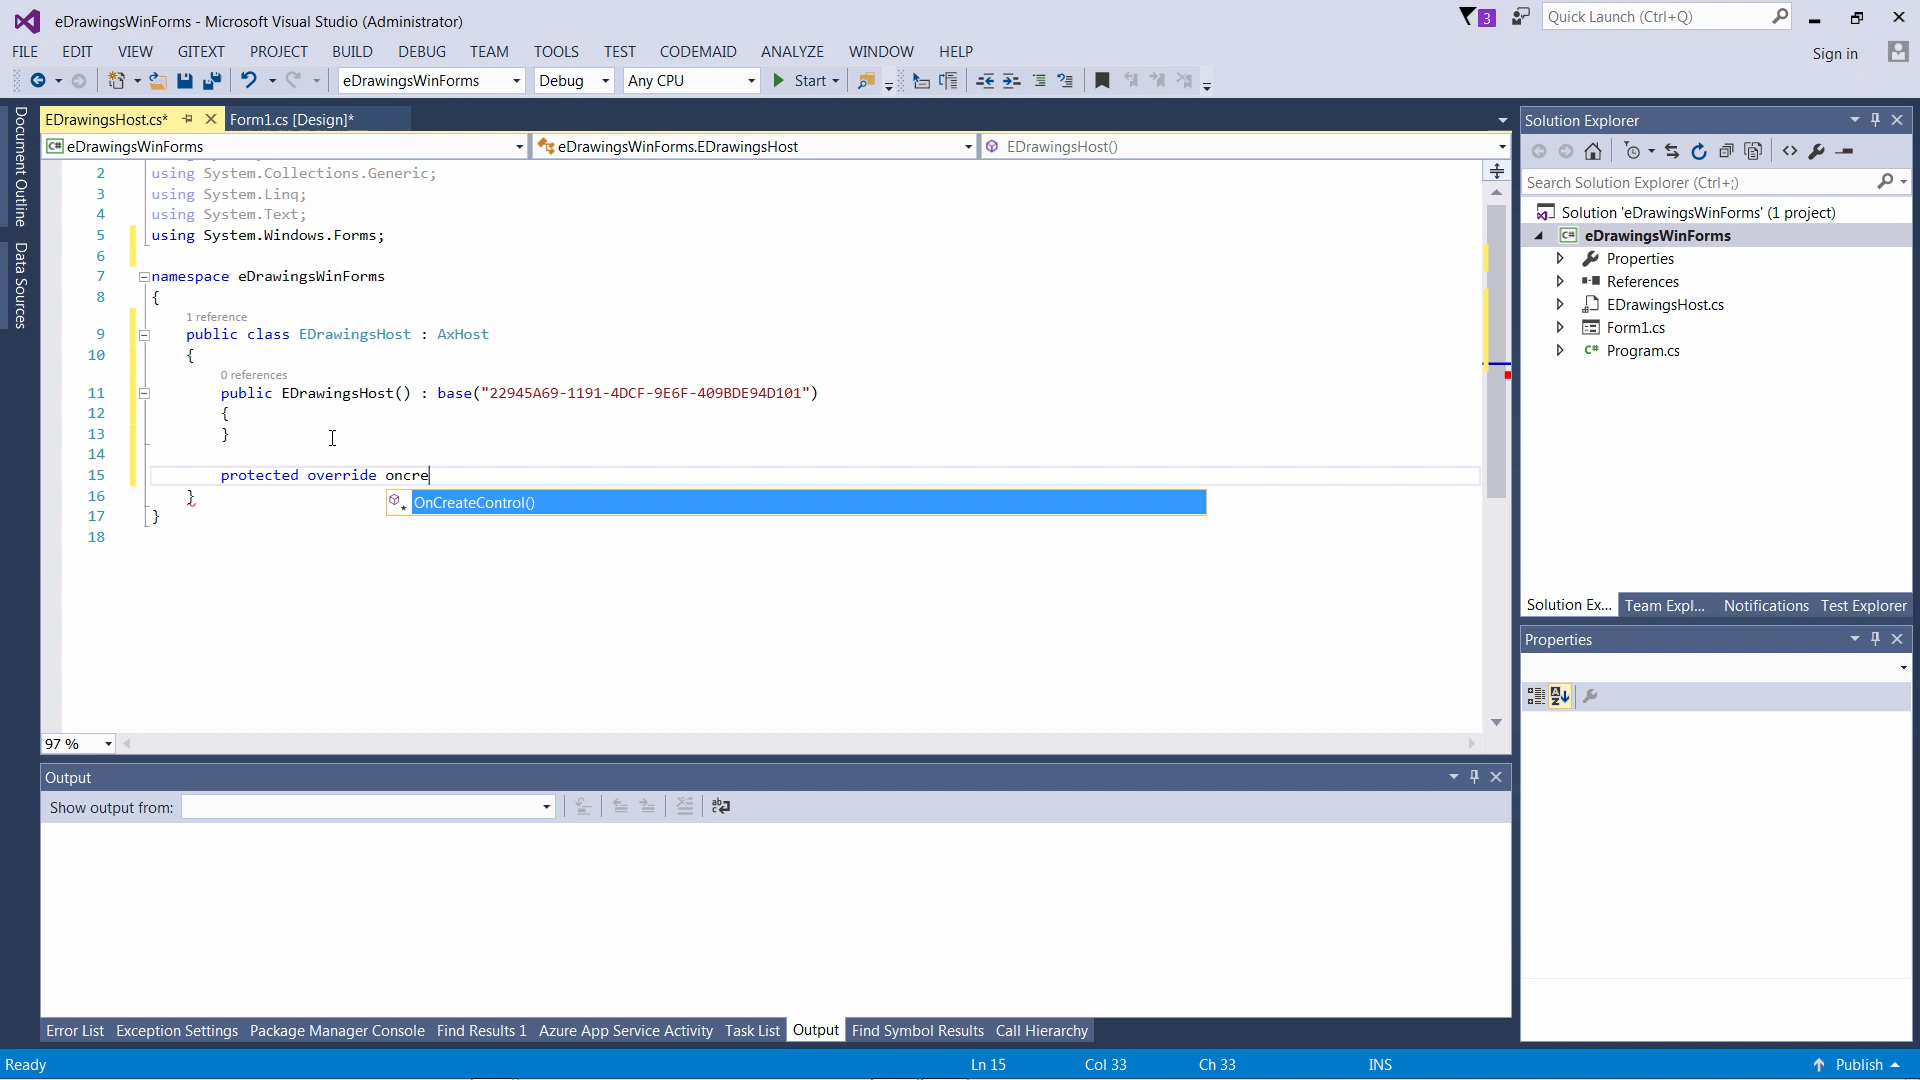 eDrawingsWinForms - Microsoft Visual Studio (Administrator)
3
Quick Launch (Ctrl+Q)
FILE EDIT VIEW GITEXT PROJECT BUILD DEBUG TEAM TOOLS TEST CODEMAID ANALYZE WINDOW HELP
Sign in
eDrawingsWinForms Debug Any CPU Start
Document Outline
Data Sources
EDrawingsHost.cs* Form1.cs [Design]*
C# eDrawingsWinForms eDrawingsWinForms.EDrawingsHost EDrawingsHost()
2 using System.Collections.Generic;
3 using System.Linq;
4 using System.Text;
5 using System.Windows.Forms;
6
7 namespace eDrawingsWinForms
8 {
1 reference
9 public class EDrawingsHost : AxHost
10 {
0 references
11 public EDrawingsHost() : base("22945A69-1191-4DCF-9E6F-409BDE94D101")
12 {
13 }
14
15 protected override oncre
OnCreateControl()
16 }
17 }
18
97 %
Output
Show output from:
Error List Exception Settings Package Manager Console Find Results 1 Azure App Service Activity Task List Output Find Symbol Results Call Hierarchy
Solution Explorer
Search Solution Explorer (Ctrl+;)
Solution 'eDrawingsWinForms' (1 project)
C# eDrawingsWinForms
Properties
References
EDrawingsHost.cs
Form1.cs
C# Program.cs
Solution Ex... Team Expl... Notifications Test Explorer
Properties
Ready Ln 15 Col 33 Ch 33 INS Publish